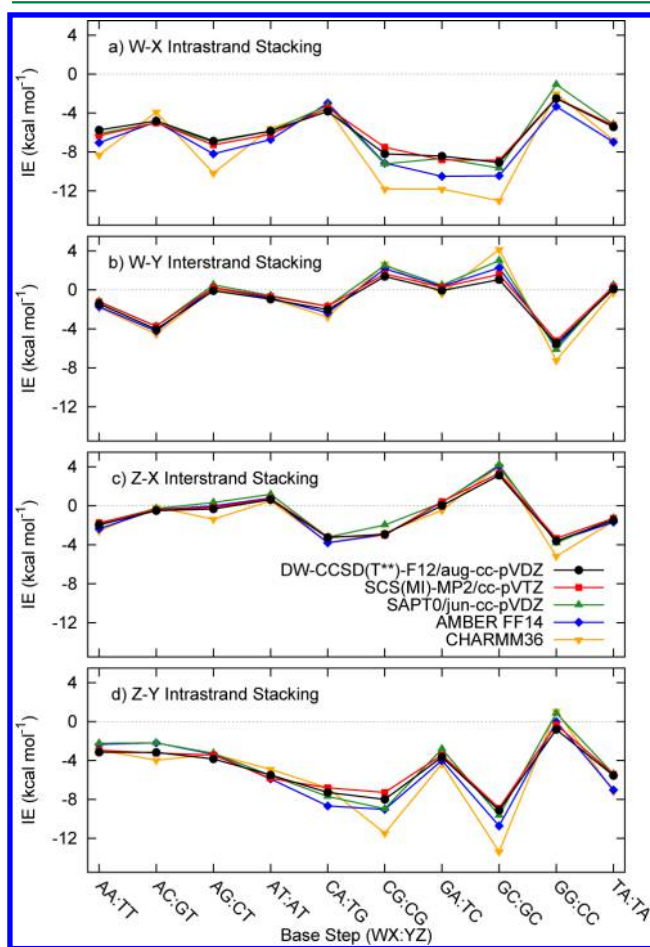 a) W-X Intrastrand Stacking
4
0
-4
-8
-12
IE (kcal mol⁻¹)
b) W-Y Interstrand Stacking
4
0
-4
-8
-12
IE (kcal mol⁻¹)
c) Z-X Interstrand Stacking
4
0
-4
-8
-12
IE (kcal mol⁻¹)
DW-CCSD(T**)-F12/aug-cc-pVDZ
SCS(MI)-MP2/cc-pVTZ
SAPT0/jun-cc-pVDZ
AMBER FF14
CHARMM36
d) Z-Y Intrastrand Stacking
4
0
-4
-8
-12
IE (kcal mol⁻¹)
AA:TT
AC:GT
AG:CT
AT:AT
CA:TG
CG:CG
GA:TC
GC:GC
GG:CC
TA:TA
Base Step (WX:YZ)